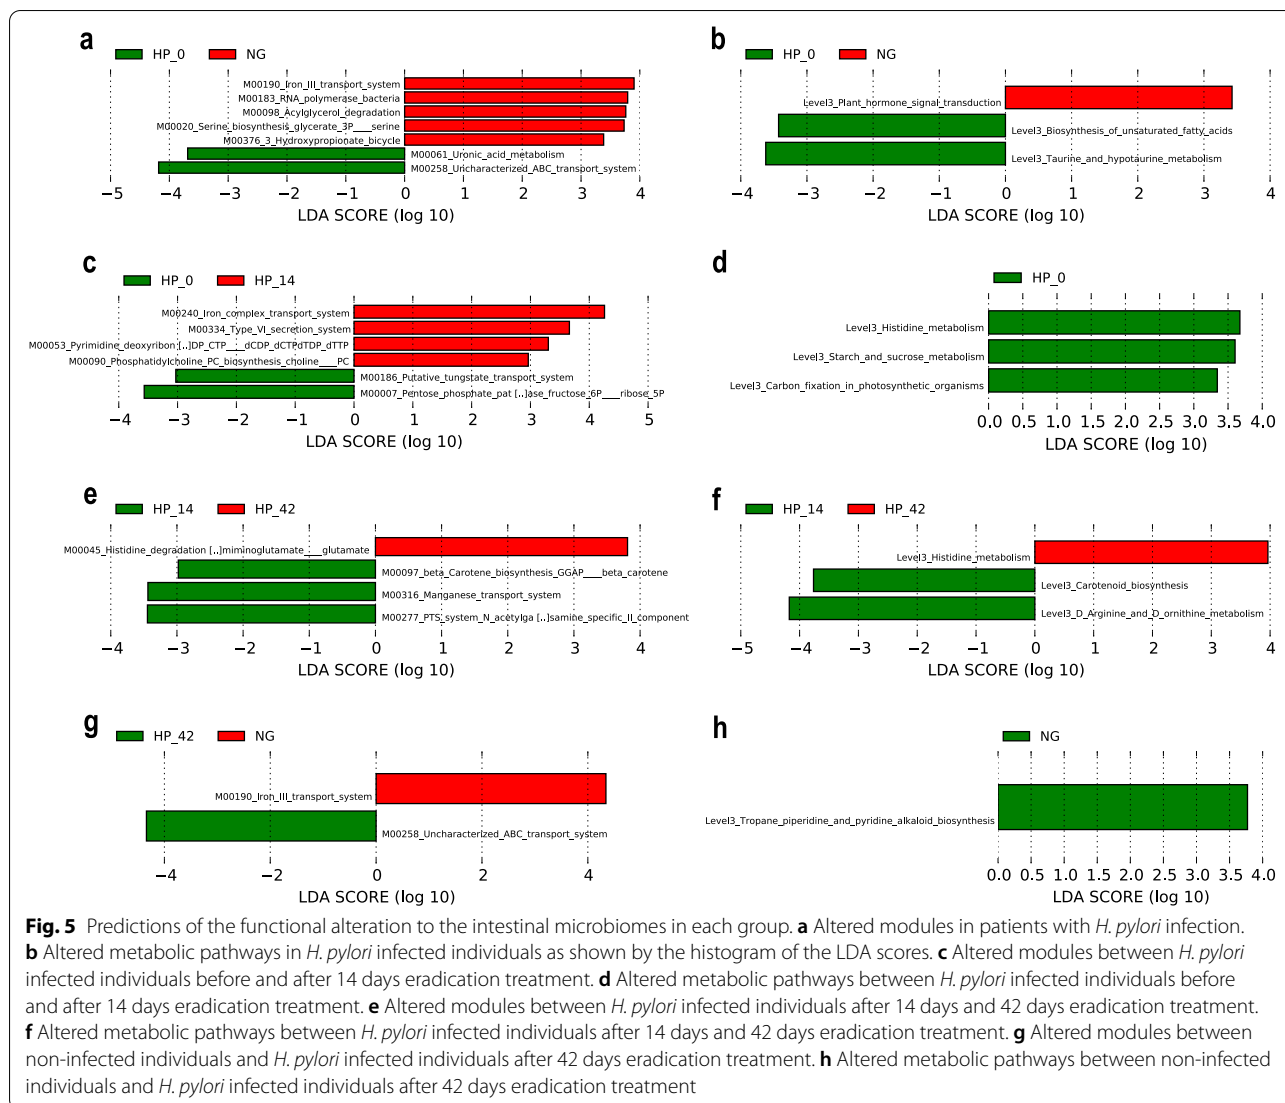 a
HP_0 NG
M00190_Iron_III_transport_system
M00183_RNA_polymerase_bacteria
M00098_Acylglycerol_degradation
M00020_Serine_biosynthesis_glycerate_3P___serine
M00376_3_Hydroxypropionate_bicycle
M00061_Uronic_acid_metabolism
M00258_Uncharacterized_ABC_transport_system
−5 −4 −3 −2 −1 0 1 2 3 4
LDA SCORE (log 10)
b
HP_0 NG
Level3_Plant_hormone_signal_transduction
Level3_Biosynthesis_of_unsaturated_fatty_acids
Level3_Taurine_and_hypotaurine_metabolism
−4 −3 −2 −1 0 1 2 3 4
LDA SCORE (log 10)
c
HP_0 HP_14
M00240_Iron_complex_transport_system
M00334_Type_VI_secretion_system
M00053_Pyrimidine_deoxyribon [..]DP_CTP___dCDP_dCTPdTDP_dTTP
M00090_Phosphatidylcholine_PC_biosynthesis_choline___PC
M00186_Putative_tungstate_transport_system
M00007_Pentose_phosphate_pat [..]ase_fructose_6P___ribose_5P
−4 −3 −2 −1 0 1 2 3 4 5
LDA SCORE (log 10)
d
HP_0
Level3_Histidine_metabolism
Level3_Starch_and_sucrose_metabolism
Level3_Carbon_fixation_in_photosynthetic_organisms
0.0 0.5 1.0 1.5 2.0 2.5 3.0 3.5 4.0
LDA SCORE (log 10)
e
HP_14 HP_42
M00045_Histidine_degradation [..]miminoglutamate___glutamate
M00097_beta_Carotene_biosynthesis_GGAP___beta_carotene
M00316_Manganese_transport_system
M00277_PTS_system_N_acetylga [..]samine_specific_II_component
−4 −3 −2 −1 0 1 2 3 4
LDA SCORE (log 10)
f
HP_14 HP_42
Level3_Histidine_metabolism
Level3_Carotenoid_biosynthesis
Level3_D_Arginine_and_D_ornithine_metabolism
−5 −4 −3 −2 −1 0 1 2 3 4
LDA SCORE (log 10)
g
HP_42 NG
M00190_Iron_III_transport_system
M00258_Uncharacterized_ABC_transport_system
−4 −2 0 2 4
LDA SCORE (log 10)
h
NG
Level3_Tropane_piperidine_and_pyridine_alkaloid_biosynthesis
0.0 0.5 1.0 1.5 2.0 2.5 3.0 3.5 4.0
LDA SCORE (log 10)
Fig. 5 Predictions of the functional alteration to the intestinal microbiomes in each group. a Altered modules in patients with H. pylori infection.
b Altered metabolic pathways in H. pylori infected individuals as shown by the histogram of the LDA scores. c Altered modules between H. pylori
infected individuals before and after 14 days eradication treatment. d Altered metabolic pathways between H. pylori infected individuals before
and after 14 days eradication treatment. e Altered modules between H. pylori infected individuals after 14 days and 42 days eradication treatment.
f Altered metabolic pathways between H. pylori infected individuals after 14 days and 42 days eradication treatment. g Altered modules between
non-infected individuals and H. pylori infected individuals after 42 days eradication treatment. h Altered metabolic pathways between non-infected
individuals and H. pylori infected individuals after 42 days eradication treatment